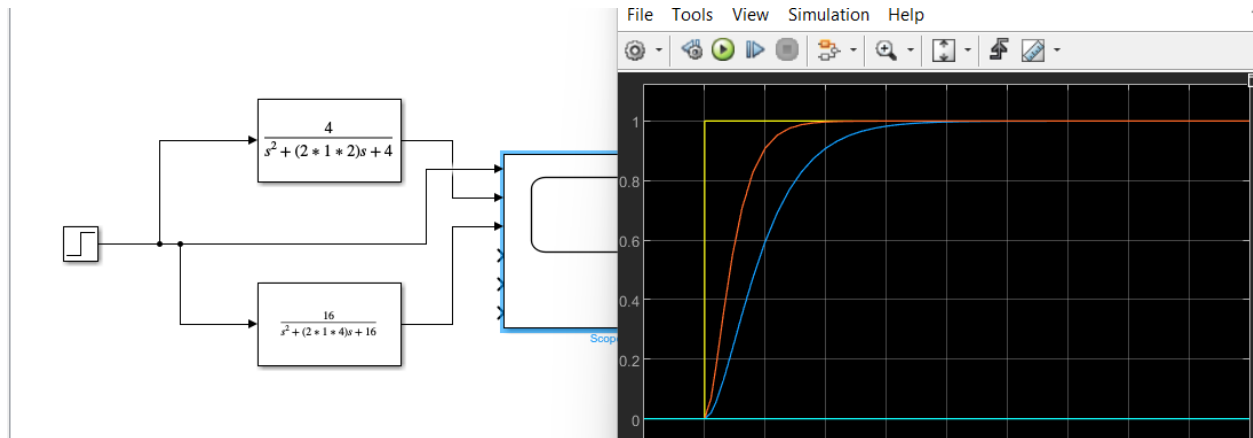 File Tools View Simulation Help
4
s² + (2 * 1 * 2)s + 4
16
s² + (2 * 1 * 4)s + 16
1
0.8
0.6
0.4
0.2
0